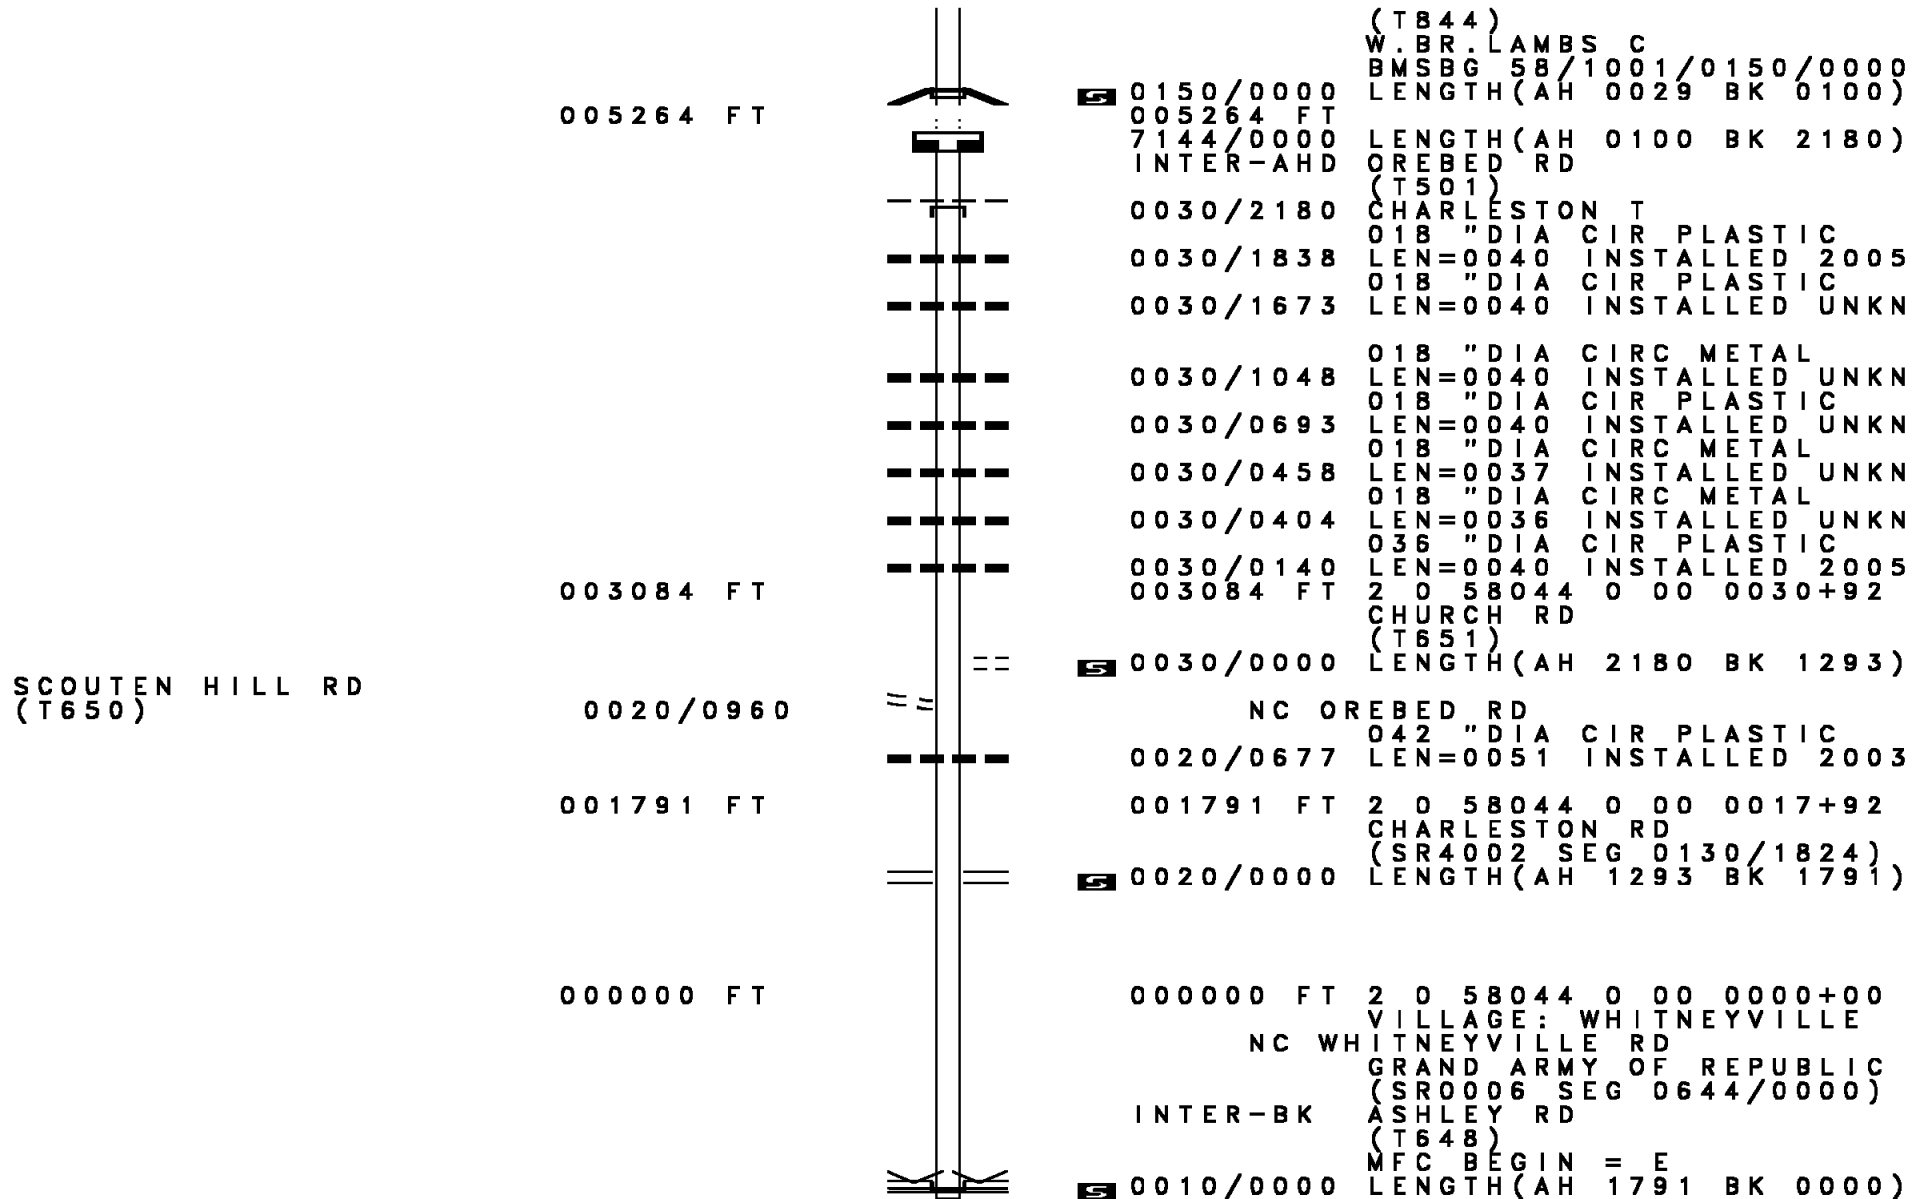 (T844)
W.BR.LAMBS C
BMSBG 58/1001/0150/0000
S 0150/0000 LENGTH(AH 0029 BK 0100)
005264 FT 005264 FT
7144/0000 LENGTH(AH 0100 BK 2180)
INTER-AHD OREBED RD
(T501)
0030/2180 CHARLESTON T
018 "DIA CIR PLASTIC
0030/1838 LEN=0040 INSTALLED 2005
018 "DIA CIR PLASTIC
0030/1673 LEN=0040 INSTALLED UNKN
018 "DIA CIRC METAL
0030/1048 LEN=0040 INSTALLED UNKN
018 "DIA CIR PLASTIC
0030/0693 LEN=0040 INSTALLED UNKN
018 "DIA CIRC METAL
0030/0458 LEN=0037 INSTALLED UNKN
018 "DIA CIRC METAL
0030/0404 LEN=0036 INSTALLED UNKN
036 "DIA CIR PLASTIC
0030/0140 LEN=0040 INSTALLED 2005
003084 FT 003084 FT 2 0 58044 0 00 0030+92
CHURCH RD
(T651)
S 0030/0000 LENGTH(AH 2180 BK 1293)
SCOUTEN HILL RD
(T650) 0020/0960 NC OREBED RD
042 "DIA CIR PLASTIC
0020/0677 LEN=0051 INSTALLED 2003
001791 FT 001791 FT 2 0 58044 0 00 0017+92
CHARLESTON RD
(SR4002 SEG 0130/1824)
S 0020/0000 LENGTH(AH 1293 BK 1791)
000000 FT 000000 FT 2 0 58044 0 00 0000+00
VILLAGE: WHITNEYVILLE
NC WHITNEYVILLE RD
GRAND ARMY OF REPUBLIC
(SR0006 SEG 0644/0000)
INTER-BK ASHLEY RD
(T648)
MFC BEGIN = E
S 0010/0000 LENGTH(AH 1791 BK 0000)